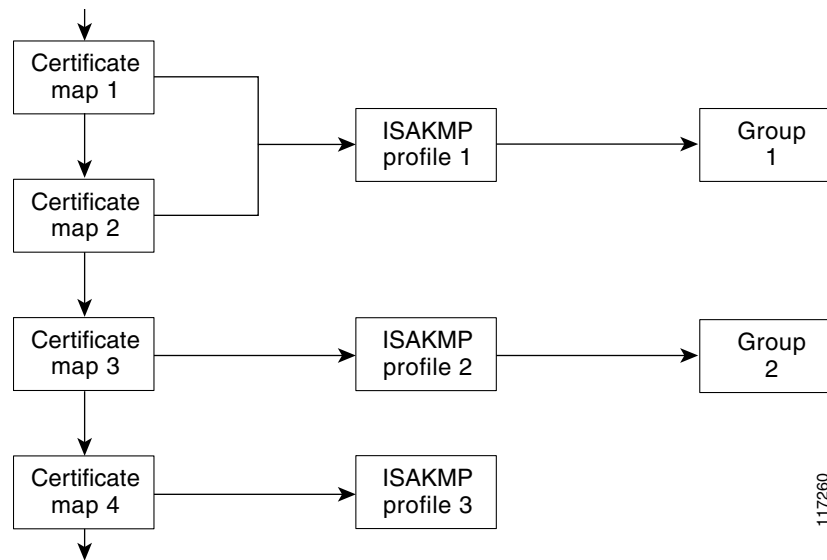 Certificate
map 1
ISAKMP
profile 1
Group
1
Certificate
map 2
Certificate
map 3
ISAKMP
profile 2
Group
2
Certificate
map 4
ISAKMP
profile 3
117260